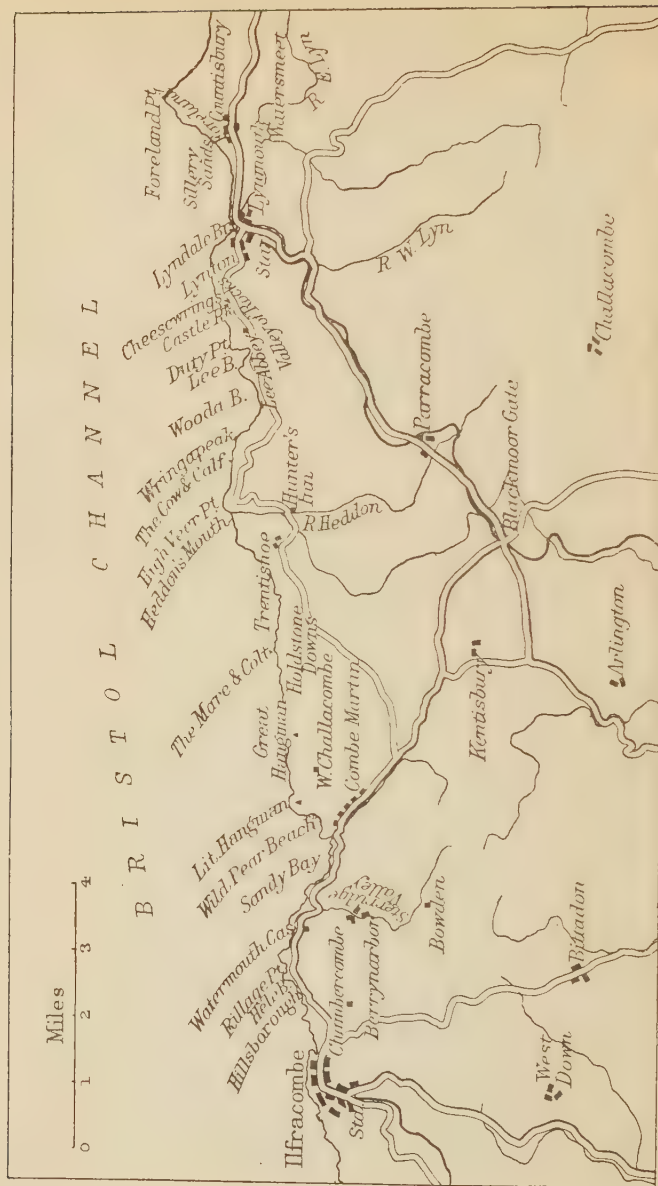 BRISTOL CHANNEL
Miles
0 1 2 3 4
Ilfracombe
Stat.
Hillsborough
Hele B.
Rillage Pt.
Watermouth Cas.
Chambercombe
Berrynarbor
Sterridge
Valley
Bowden
Bittadon
West
Down
Sandy Bay
Wild Pear Beach
Lit. Hangman
Combe Martin
W. Challacombe
Great
Hangman
Holdstone
Downs
The Mare & Colt
Trentishoe
Heddon's Mouth
High Veer Pt.
The Cow & Calf
Wringapeak
Hunter's
Inn
R. Heddon
Wooda B.
Lee B.
Lee Abbey
Duty Pt.
Valley of Rocks
Castle Rk.
Cheesewrings
Lynton
Lyndale Br.
Stat.
Lynmouth
Sillery
Sands
Foreland Pt.
Foreland
Countisbury
Watersmeet
R. E. Lyn
R. W. Lyn
Parracombe
Blackmoor Gate
Challacombe
Kentisbury
Arlington